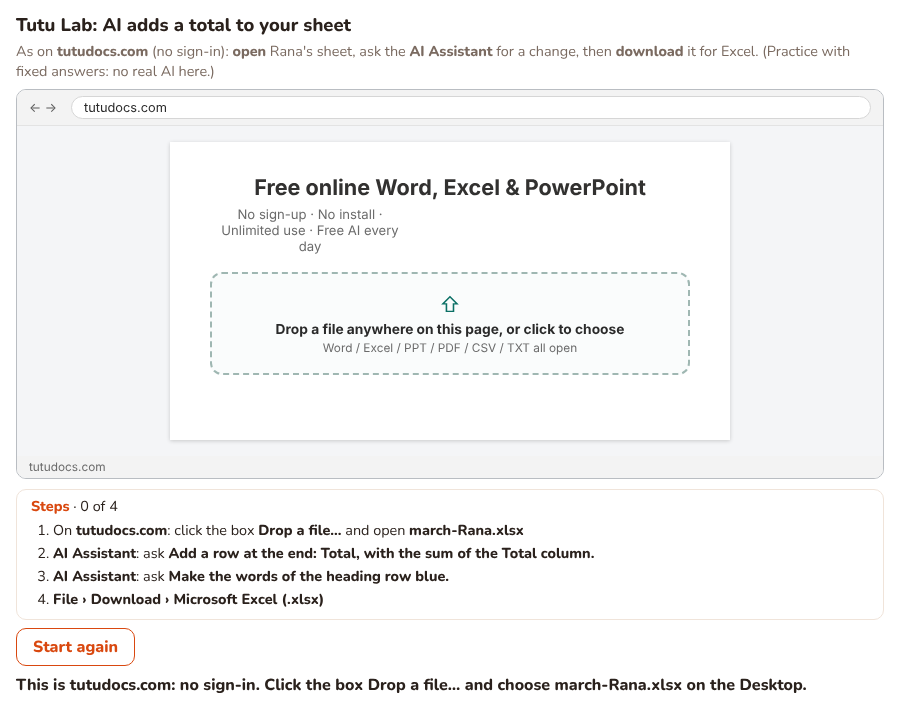 Tutu Lab: AI adds a total to your sheet
As on tutudocs.com (no sign-in): open Rana's sheet, ask the AI Assistant for a change, then download it for Excel. (Practice with
fixed answers: no real AI here.)
← → tutudocs.com
Free online Word, Excel & PowerPoint
No sign-up · No install ·
Unlimited use · Free AI every
day
Drop a file anywhere on this page, or click to choose
Word / Excel / PPT / PDF / CSV / TXT all open
tutudocs.com
Steps · 0 of 4
1. On tutudocs.com: click the box Drop a file… and open march-Rana.xlsx
2. AI Assistant: ask Add a row at the end: Total, with the sum of the Total column.
3. AI Assistant: ask Make the words of the heading row blue.
4. File › Download › Microsoft Excel (.xlsx)
Start again
This is tutudocs.com: no sign-in. Click the box Drop a file… and choose march-Rana.xlsx on the Desktop.